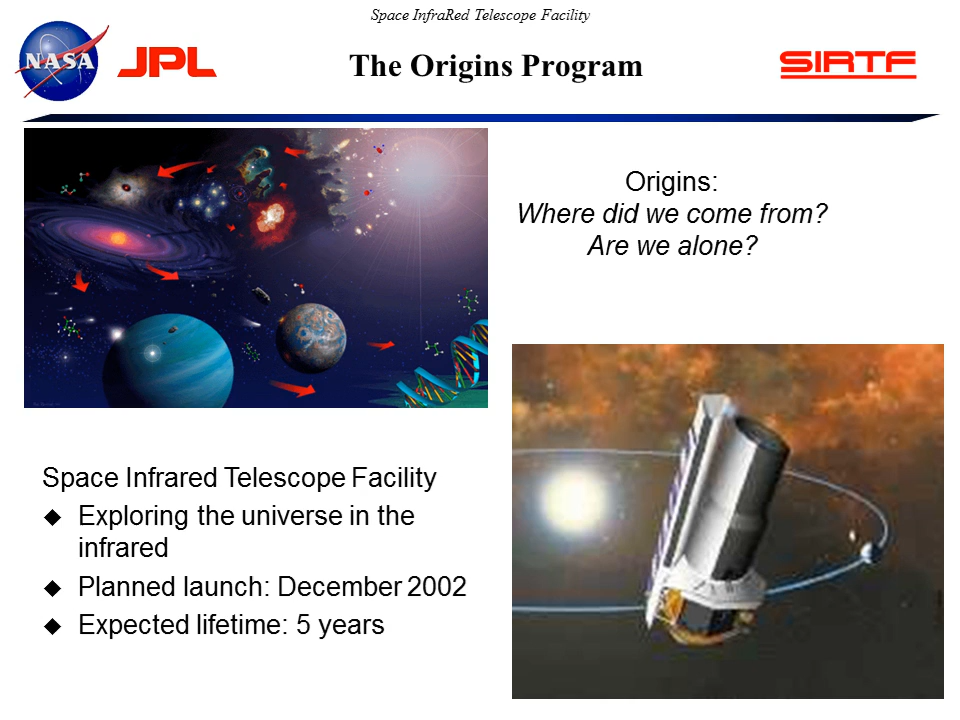 Space InfraRed Telescope Facility
NASA
JPL
The Origins Program
SIRTF
Origins:
Where did we come from?
Are we alone?
Space Infrared Telescope Facility
◆ Exploring the universe in the
infrared
◆ Planned launch: December 2002
◆ Expected lifetime: 5 years